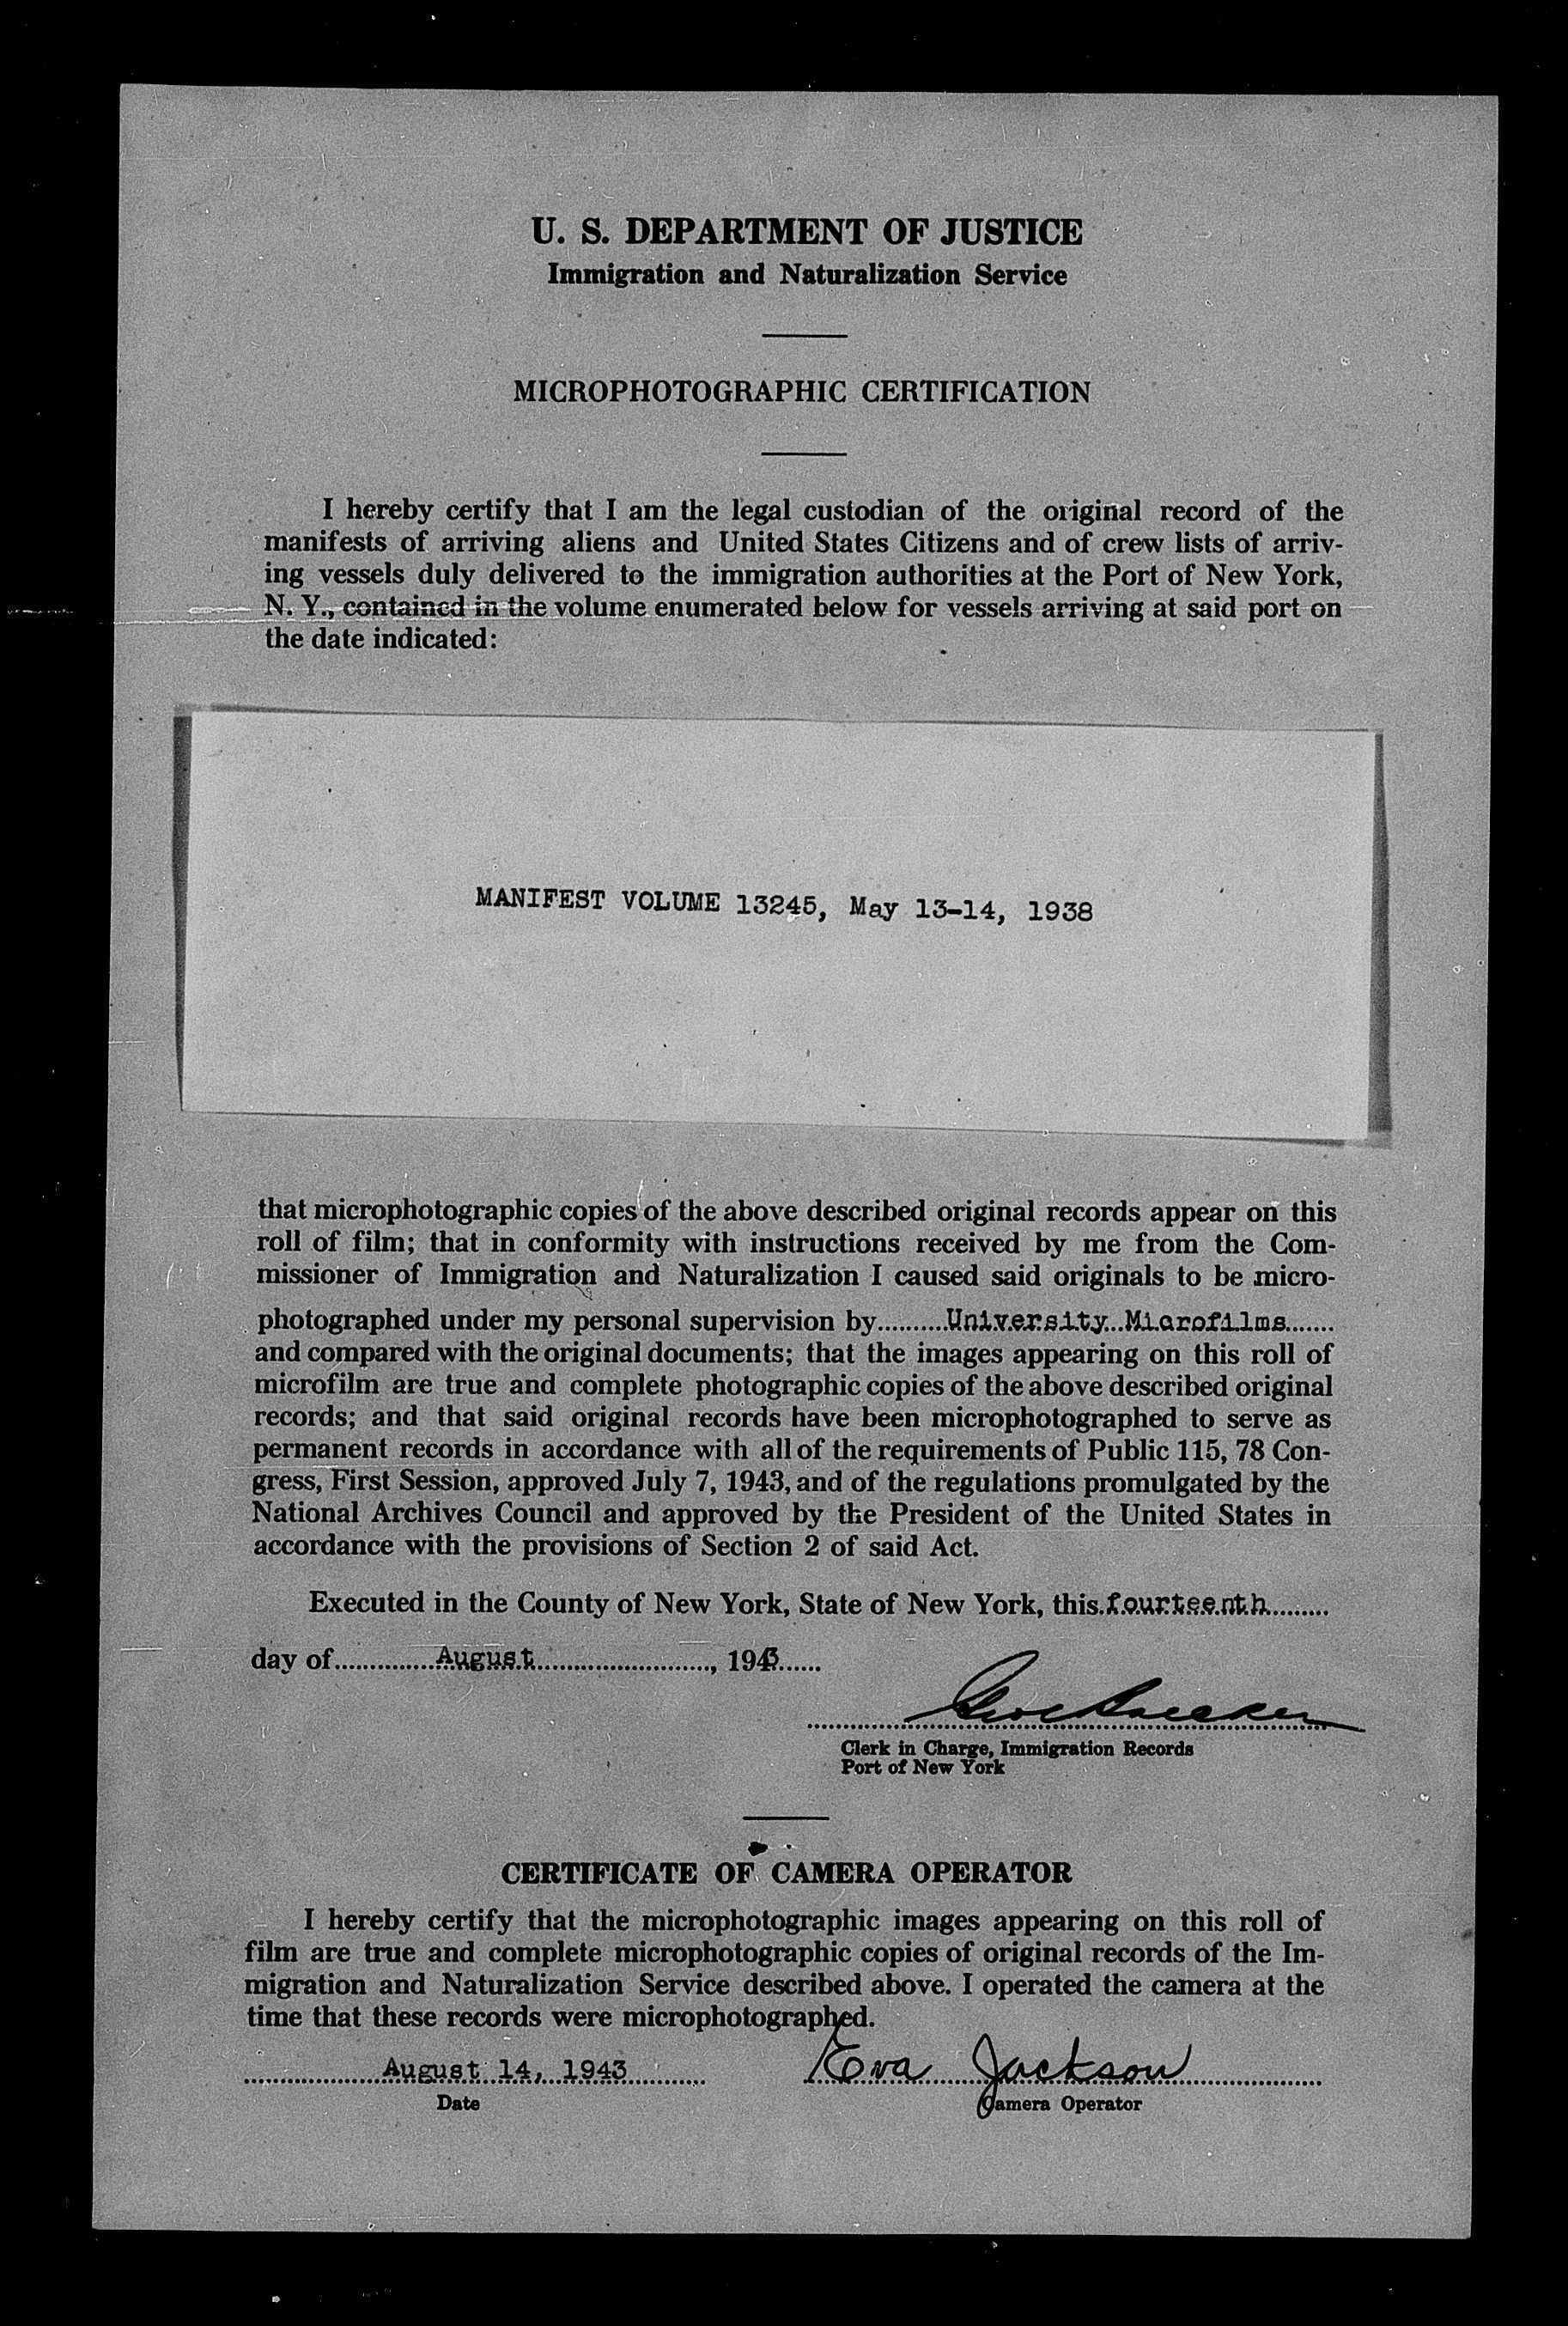 U. S. DEPARTMENT OF JUSTICE
Immigration and Naturalization Service
MICROPHOTOGRAPHIC CERTIFICATION
I hereby certify that I am the legal custodian of the original record of the
manifests of arriving aliens and United States Citizens and of crew lists of arriv-
ing vessels duly delivered to the immigration authorities at the Port of New York,
N. Y., contained in the volume enumerated below for vessels arriving at said port on
the date indicated:
MANIFEST VOLUME 13245, May 13-14, 1938
that microphotographic copies of the above described original records appear on this
roll of film; that in conformity with instructions received by me from the Com-
missioner of Immigration and Naturalization I caused said originals to be micro-
photographed under my personal supervision by University Microfilms
and compared with the original documents; that the images appearing on this roll of
microfilm are true and complete photographic copies of the above described original
records; and that said original records have been microphotographed to serve as
permanent records in accordance with all of the requirements of Public 115, 78 Con-
gress, First Session, approved July 7, 1943, and of the regulations promulgated by the
National Archives Council and approved by the President of the United States in
accordance with the provisions of Section 2 of said Act.
Executed in the County of New York, State of New York, this fourteenth
day of August, 1943
Clerk in Charge, Immigration Records
Port of New York
CERTIFICATE OF CAMERA OPERATOR
I hereby certify that the microphotographic images appearing on this roll of
film are true and complete microphotographic copies of original records of the Im-
migration and Naturalization Service described above. I operated the camera at the
time that these records were microphotographed.
August 14, 1943 Eva Jackson
Date Camera Operator